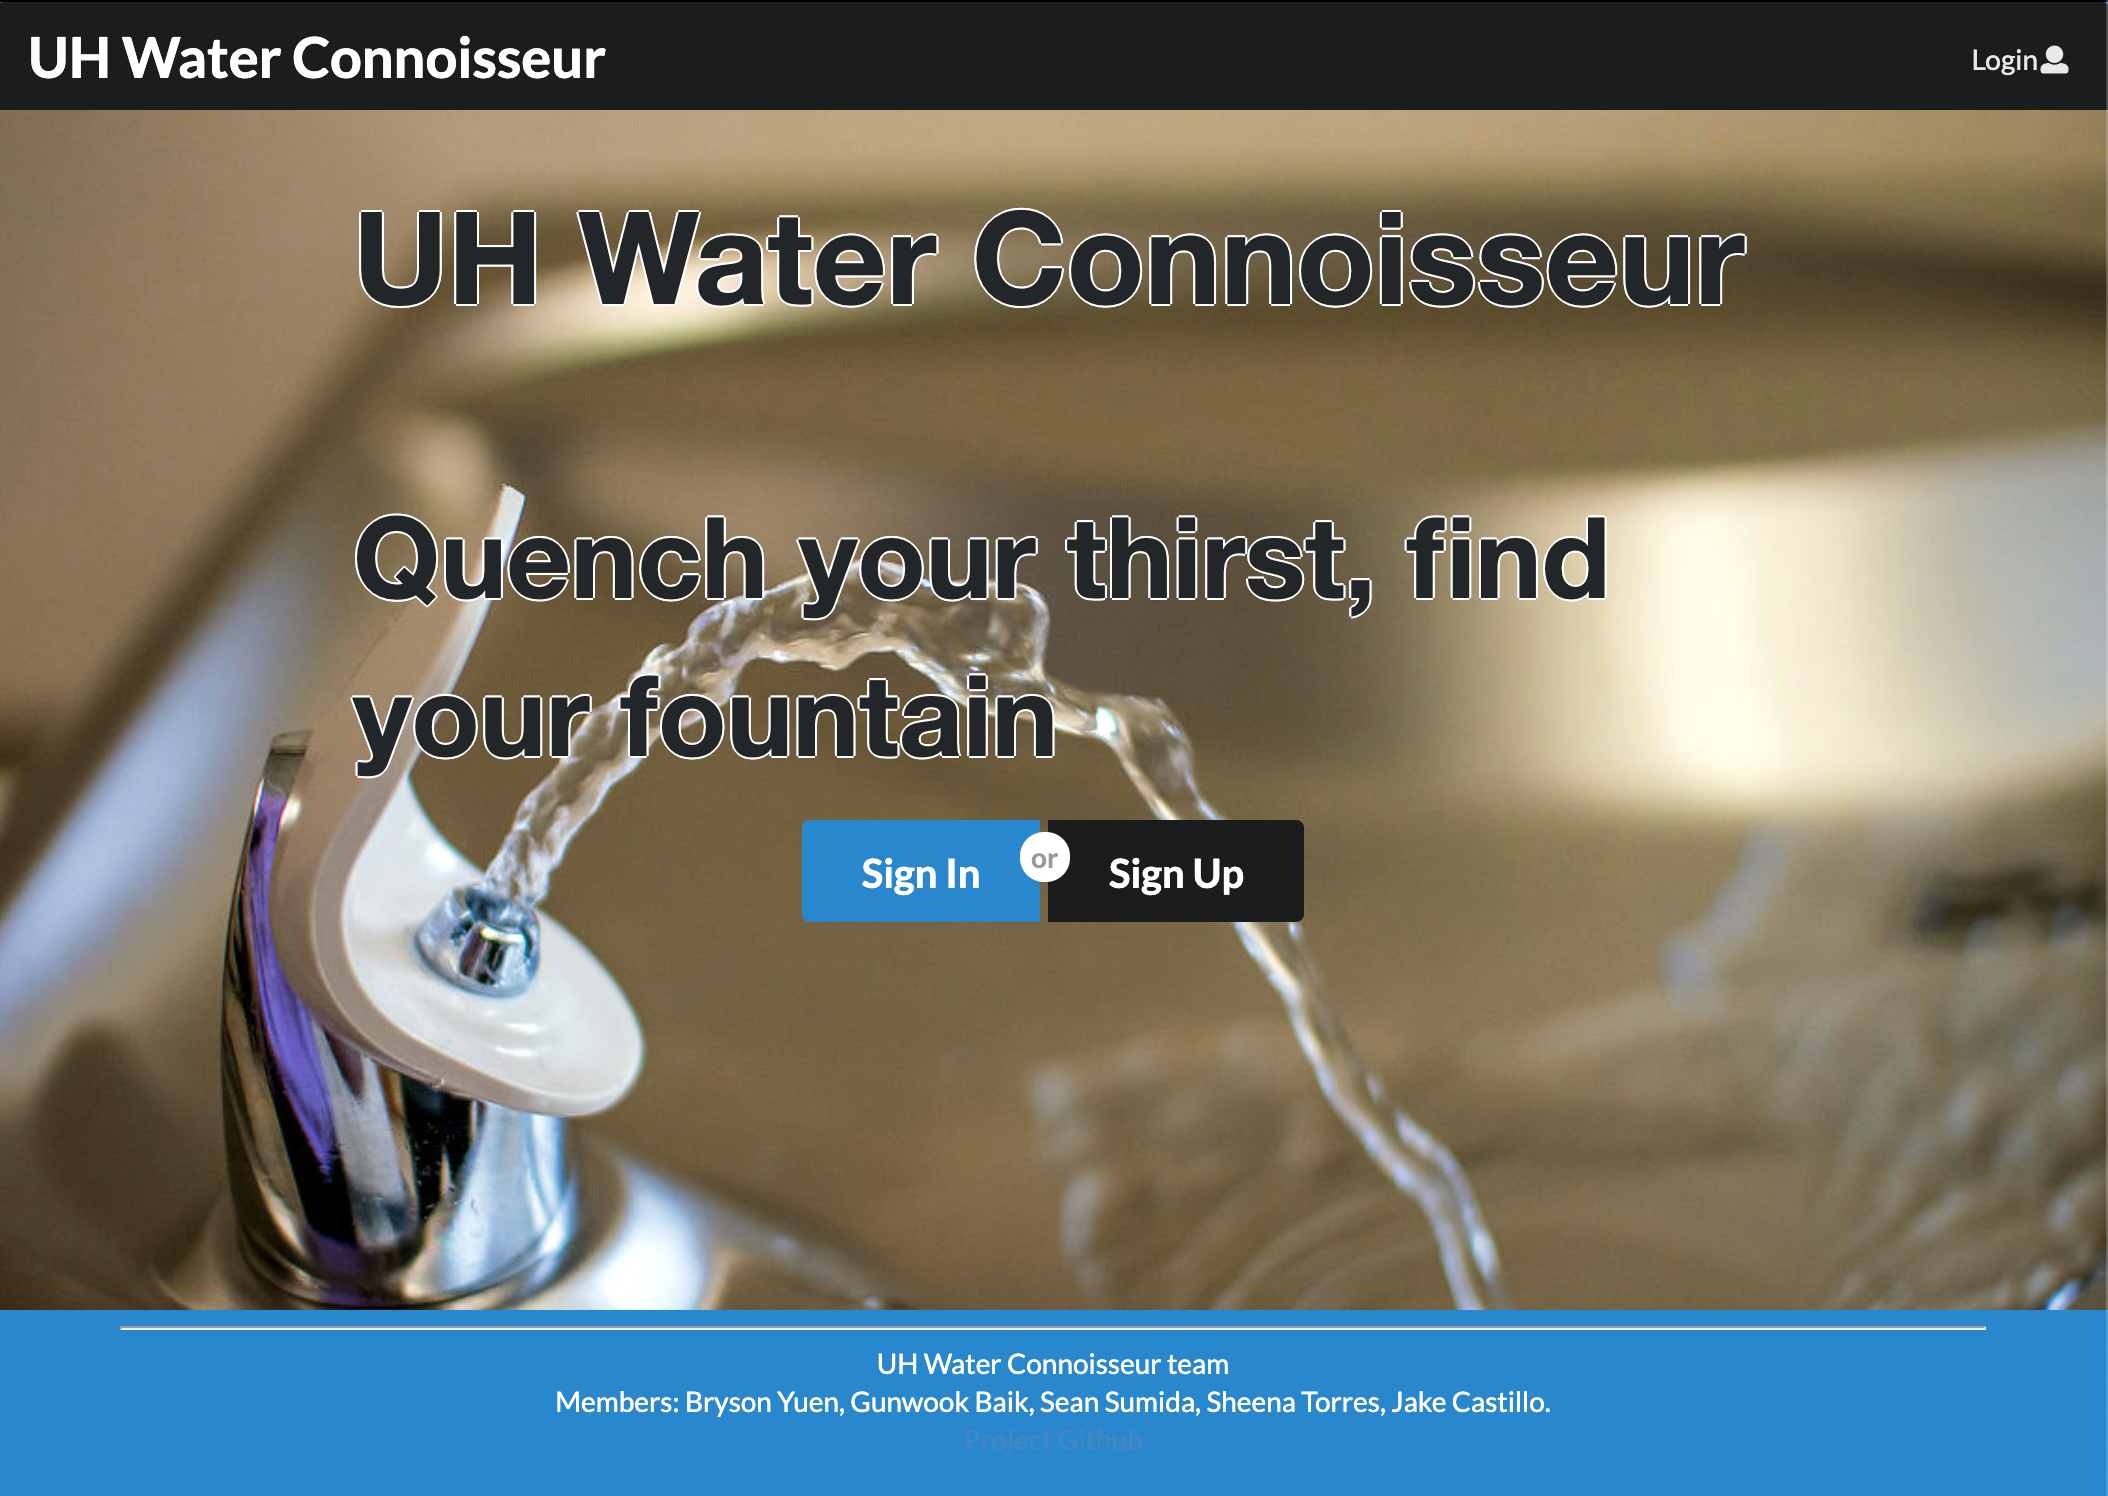 UH Water Connoisseur
Login
UH Water Connoisseur
Quench your thirst, find
your fountain
Sign In
or
Sign Up
UH Water Connoisseur team
Members: Bryson Yuen, Gunwook Baik, Sean Sumida, Sheena Torres, Jake Castillo.
Project Github